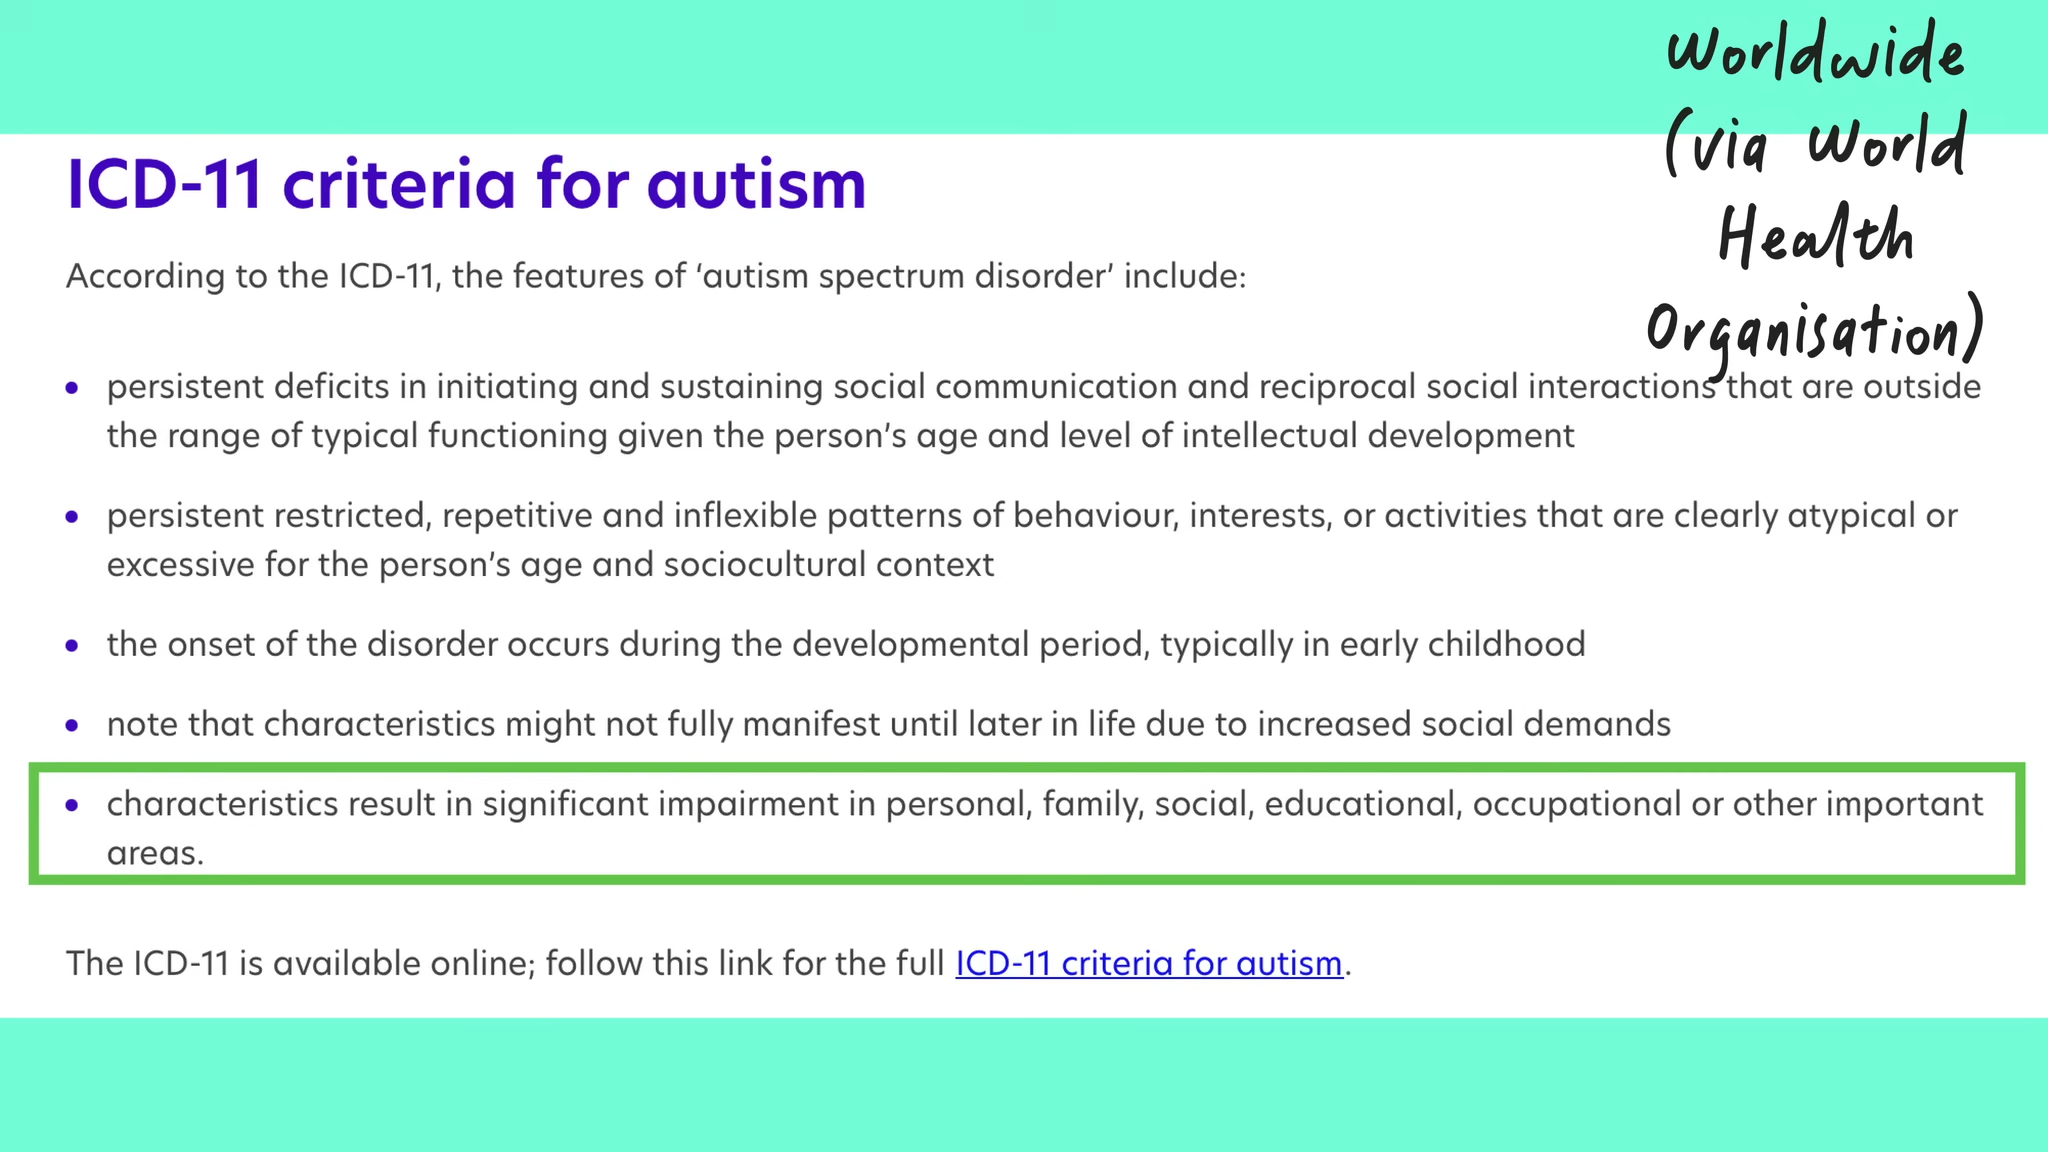 Worldwide
(via World
Health
Organisation)
ICD-11 criteria for autism
According to the ICD-11, the features of ‘autism spectrum disorder’ include:
• persistent deficits in initiating and sustaining social communication and reciprocal social interactions that are outside
the range of typical functioning given the person’s age and level of intellectual development
• persistent restricted, repetitive and inflexible patterns of behaviour, interests, or activities that are clearly atypical or
excessive for the person’s age and sociocultural context
• the onset of the disorder occurs during the developmental period, typically in early childhood
• note that characteristics might not fully manifest until later in life due to increased social demands
• characteristics result in significant impairment in personal, family, social, educational, occupational or other important
areas.
The ICD-11 is available online; follow this link for the full ICD-11 criteria for autism.